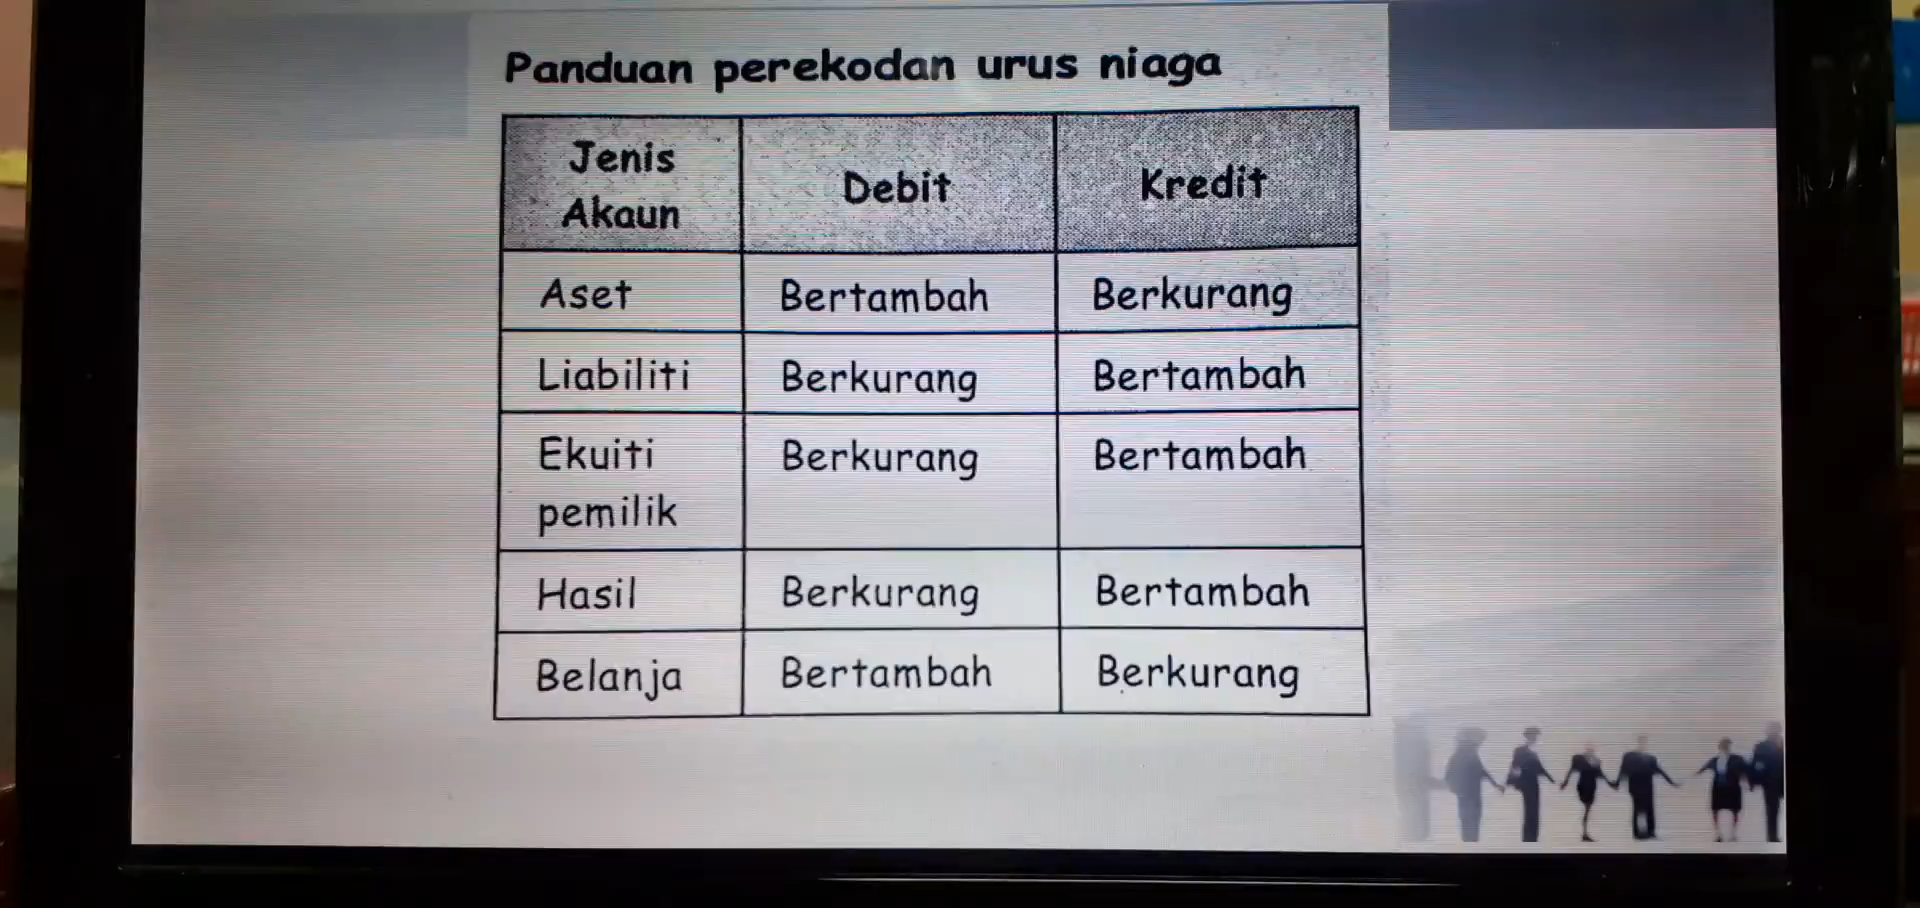 Panduan perekodan urus niaga
Jenis Akaun Debit Kredit
Aset Bertambah Berkurang
Liabiliti Berkurang Bertambah
Ekuiti pemilik Berkurang Bertambah
Hasil Berkurang Bertambah
Belanja Bertambah Berkurang